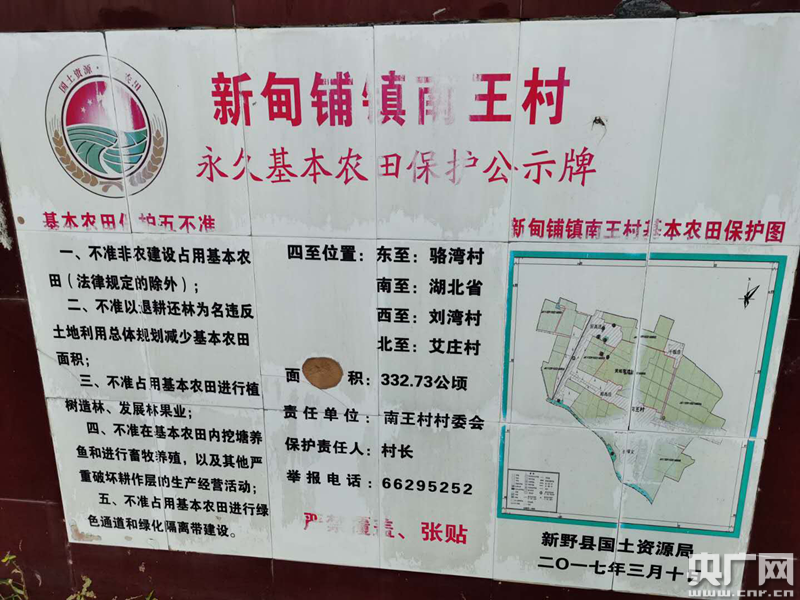 国土资源
新甸铺镇南王村
永久基本农田保护公示牌
基本农田保护五不准
一、不准非农建设占用基本农
田（法律规定的除外）；
二、不准以退耕还林为名违反
土地利用总体规划减少基本农田
面积；
三、不准占用基本农田进行植
树造林、发展林果业；
四、不准在基本农田内挖塘养
鱼和进行畜牧养殖，以及其他严
重破坏耕作层的生产经营活动；
五、不准占用基本农田进行绿
色通道和绿化隔离带建设。
四至位置：东至：骆湾村
南至：湖北省
西至：刘湾村
北至：艾庄村
面 积：332.73公顷
责任单位：南王村村委会
保护责任人：村长
举报电话：66295252
严禁覆盖、张贴
新甸铺镇南王村基本农田保护图
新野县国土资源局
二〇一七年三月十
央广网
www.cnr.cn